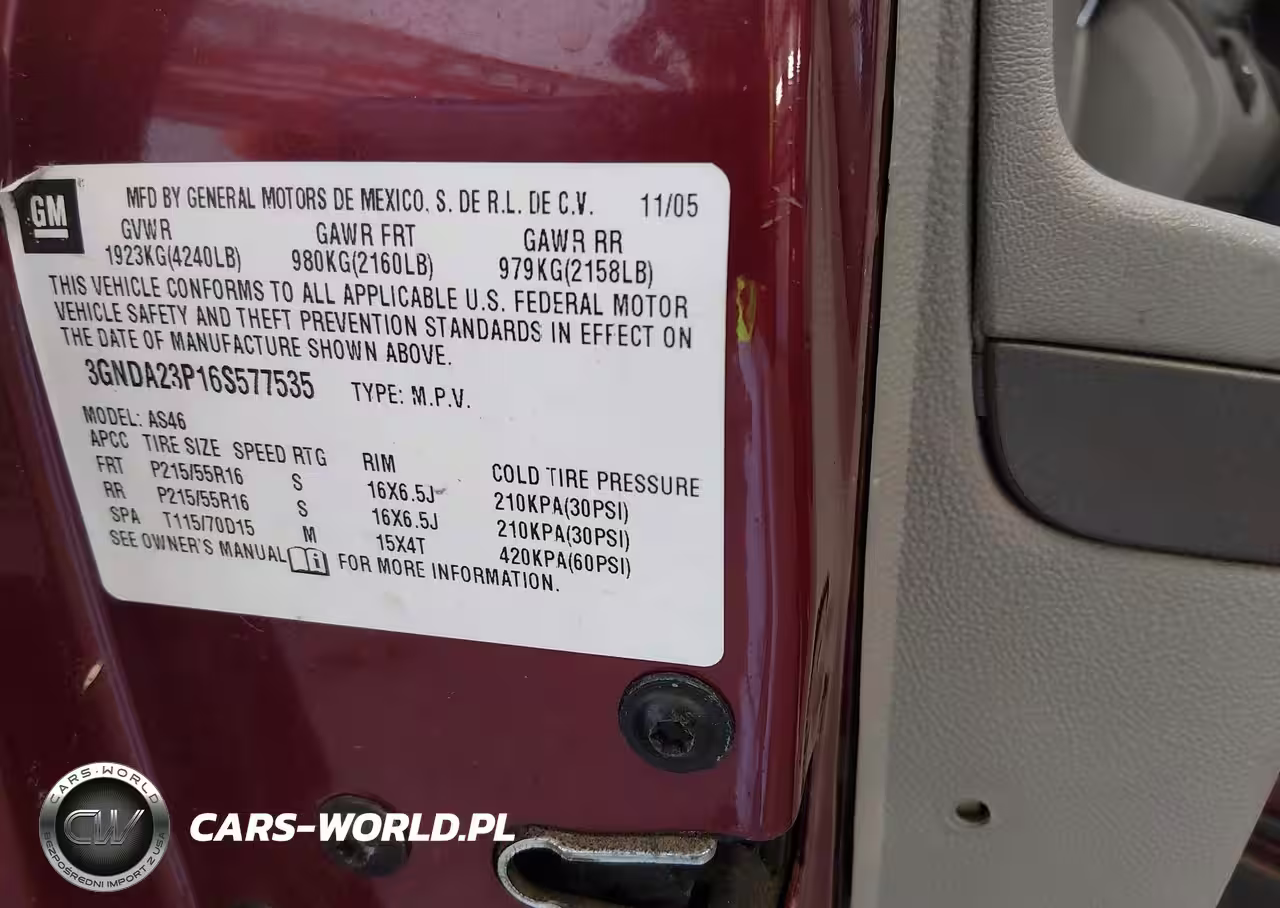 GM
MFD BY GENERAL MOTORS DE MEXICO, S. DE R.L. DE C.V. 11/05
GVWR GAWR FRT GAWR RR
1923KG(4240LB) 980KG(2160LB) 979KG(2158LB)
THIS VEHICLE CONFORMS TO ALL APPLICABLE U.S. FEDERAL MOTOR
VEHICLE SAFETY AND THEFT PREVENTION STANDARDS IN EFFECT ON
THE DATE OF MANUFACTURE SHOWN ABOVE.
3GNDA23P16S577535 TYPE: M.P.V.
MODEL: AS46
APCC TIRE SIZE SPEED RTG RIM COLD TIRE PRESSURE
FRT P215/55R16 S 16X6.5J 210KPA(30PSI)
RR P215/55R16 S 16X6.5J 210KPA(30PSI)
SPA T115/70D15 M 15X4T 420KPA(60PSI)
SEE OWNER'S MANUAL FOR MORE INFORMATION.
CARS-WORLD
CW
BEZPOŚREDNI IMPORT Z USA
CARS-WORLD.PL